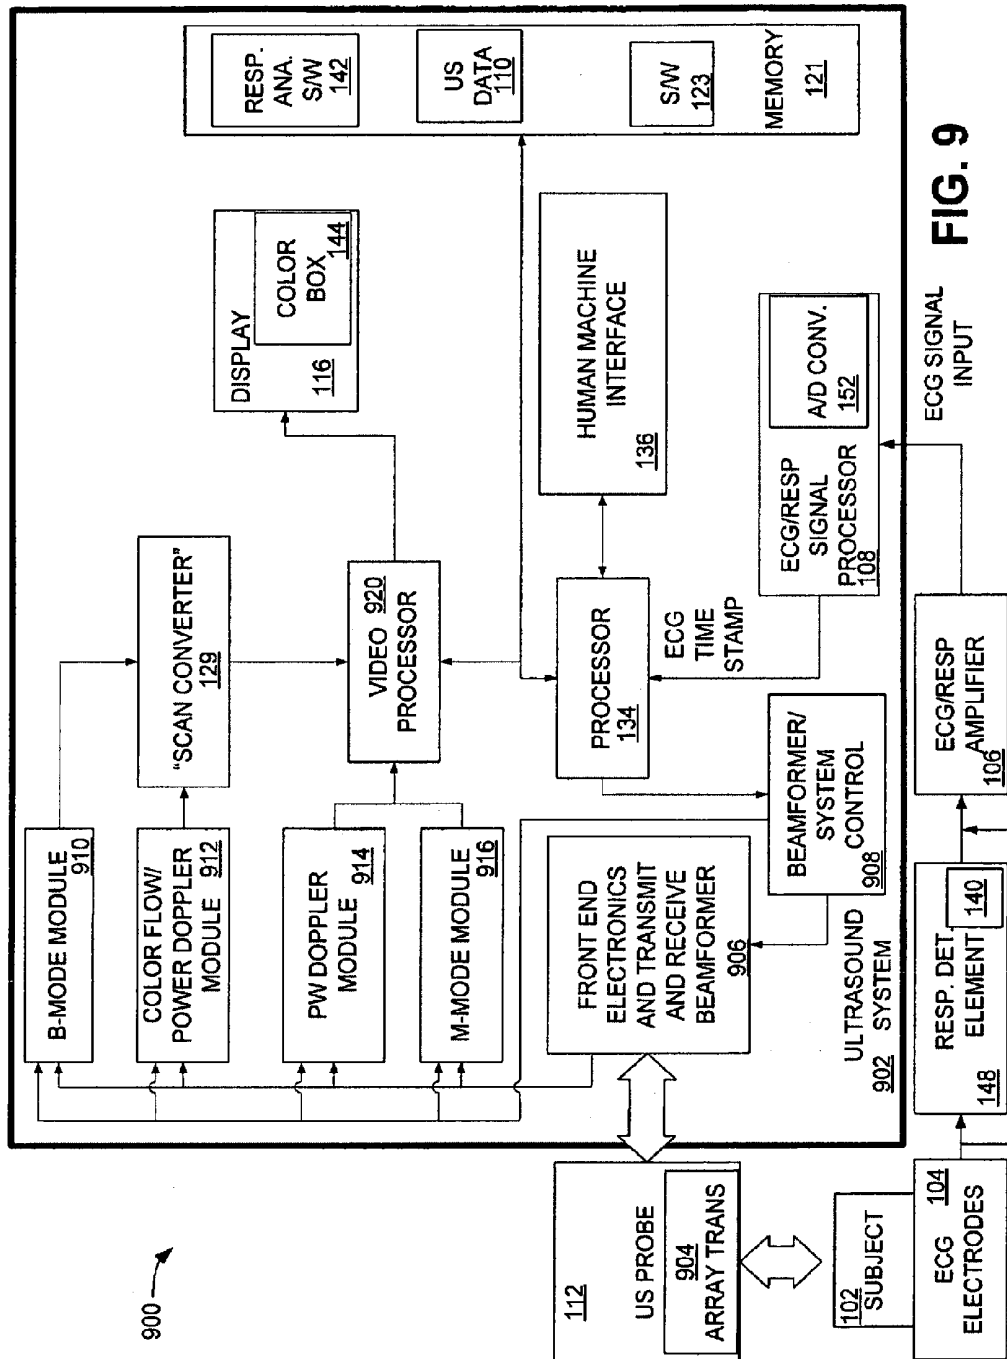 900
B-MODE MODULE
910
COLOR FLOW/
POWER DOPPLER
MODULE
912
PW DOPPLER
MODULE
914
M-MODE MODULE
916
"SCAN CONVERTER"
129
VIDEO 920
PROCESSOR
DISPLAY
116
COLOR
BOX
144
RESP.
ANA.
S/W
142
US
DATA
110
S/W
123
MEMORY
121
FRONT END
ELECTRONICS
AND TRANSMIT
AND RECEIVE
BEAMFORMER
906
PROCESSOR
134
HUMAN MACHINE
INTERFACE
136
ECG
TIME
STAMP
BEAMFORMER/
SYSTEM
CONTROL
908
ECG/RESP
SIGNAL
PROCESSOR
108
A/D CONV.
152
ULTRASOUND
SYSTEM
902
112
US PROBE
904
ARRAY TRANS
102
SUBJECT
ECG
104
ELECTRODES
RESP. DET
ELEMENT
140
148
ECG/RESP
AMPLIFIER
106
ECG SIGNAL
INPUT
FIG. 9